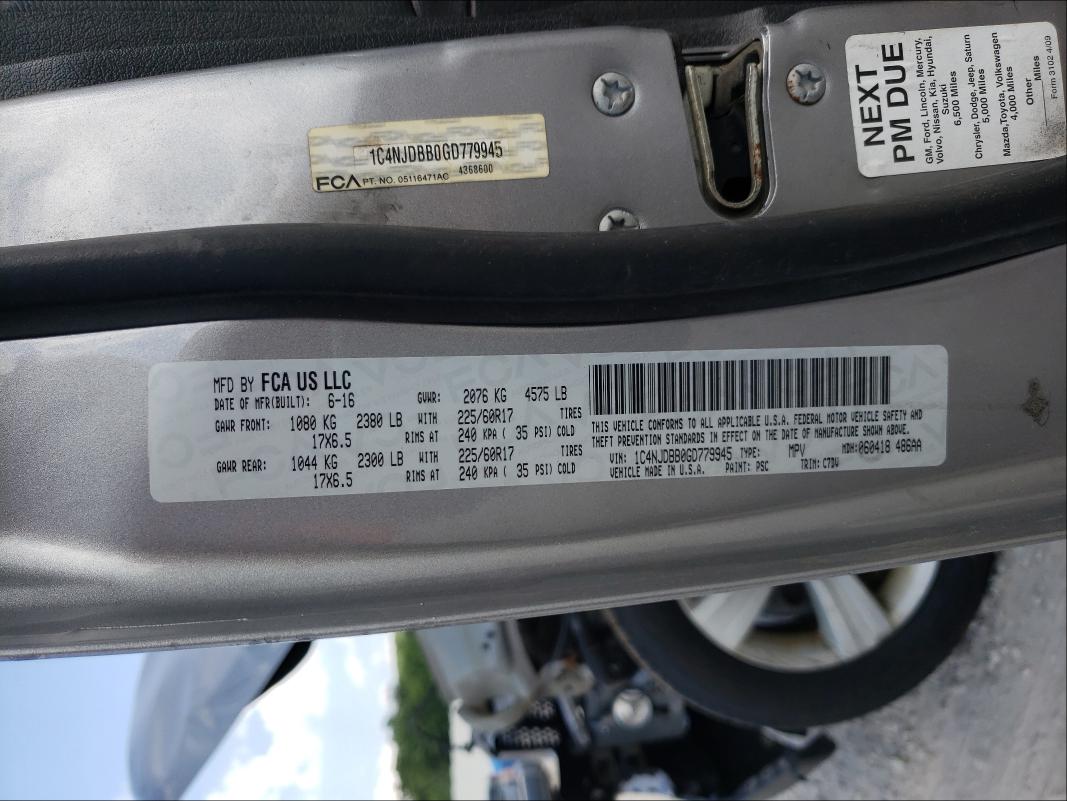 1C4NJDBB0GD779945
FCA PT. NO. 05116471AC 4368600
NEXT
PM DUE
GM, Ford, Lincoln, Mercury,
Volvo, Nissan, Kia, Hyundai,
Suzuki
6,500 Miles
Chrysler, Dodge, Jeep, Saturn
5,000 Miles
Mazda,Toyota, Volkswagen
4,000 Miles
Other
Miles
Form 3102 4/09
MFD BY FCA US LLC
DATE OF MFR(BUILT): 6-16 GVWR: 2076 KG 4575 LB
GAWR FRONT: 1080 KG 2380 LB WITH 225/60R17 TIRES
17X6.5 RIMS AT 240 KPA ( 35 PSI) COLD
GAWR REAR: 1044 KG 2300 LB WITH 225/60R17 TIRES
17X6.5 RIMS AT 240 KPA ( 35 PSI) COLD
THIS VEHICLE CONFORMS TO ALL APPLICABLE U.S.A. FEDERAL MOTOR VEHICLE SAFETY AND
THEFT PREVENTION STANDARDS IN EFFECT ON THE DATE OF MANUFACTURE SHOWN ABOVE.
VIN: 1C4NJDBB0GD779945 TYPE: MPV MDH:060418 486AA
VEHICLE MADE IN U.S.A. PAINT: PSC TRIM: C7DV